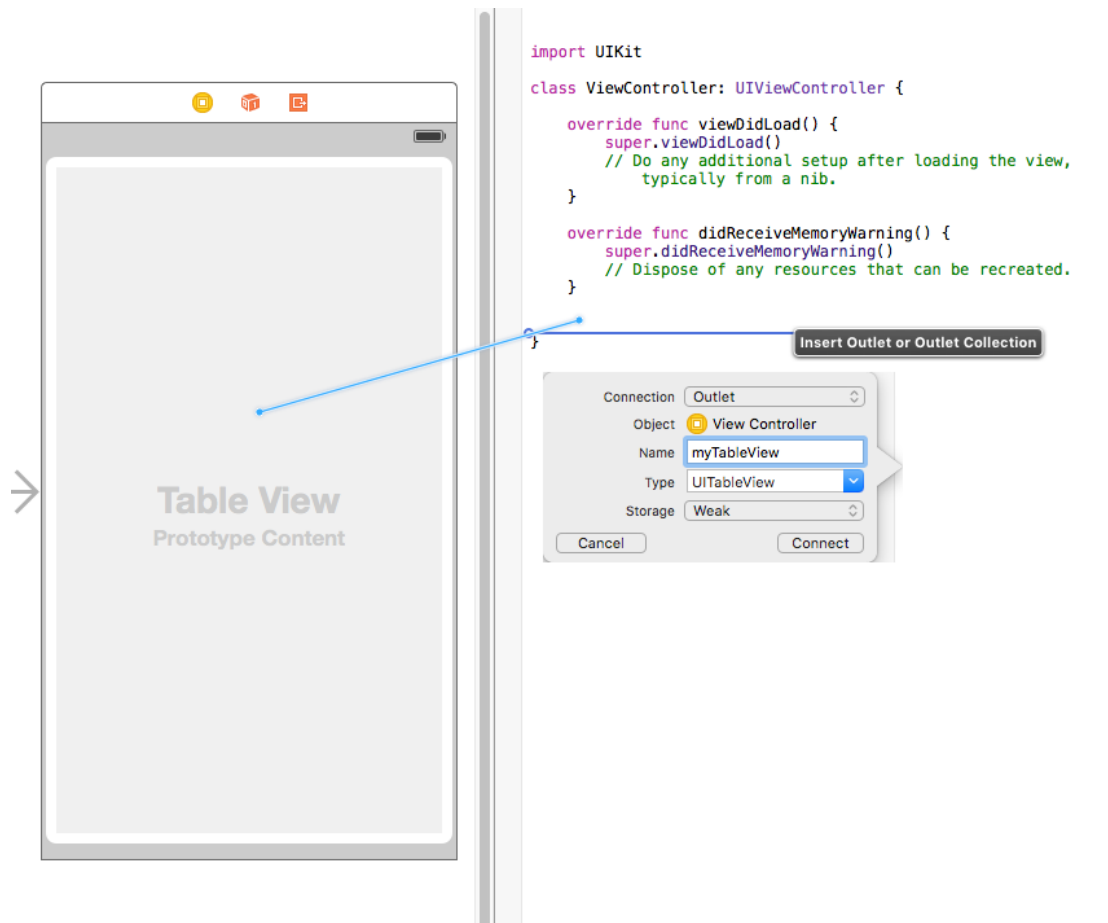 import UIKit
class ViewController: UIViewController {
override func viewDidLoad() {
super.viewDidLoad()
// Do any additional setup after loading the view,
typically from a nib.
}
override func didReceiveMemoryWarning() {
super.didReceiveMemoryWarning()
// Dispose of any resources that can be recreated.
}
}
Insert Outlet or Outlet Collection
Connection Outlet
Object View Controller
Name myTableView
Type UITableView
Storage Weak
Cancel Connect
Table View
Prototype Content